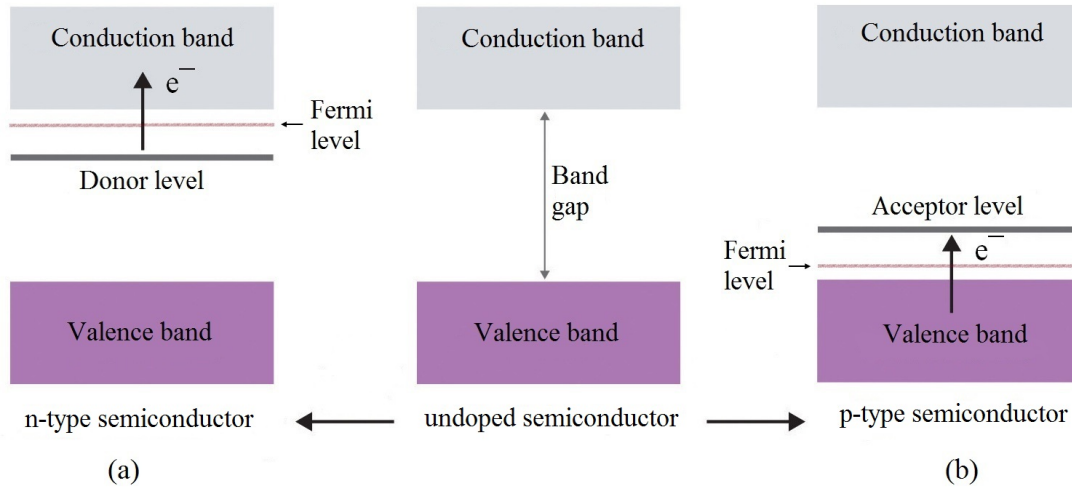 Conduction band
e⁻
Fermi
level
Donor level
Valence band
n-type semiconductor
(a)
Conduction band
Band
gap
Valence band
undoped semiconductor
Conduction band
Acceptor level
e⁻
Fermi
level
Valence band
p-type semiconductor
(b)